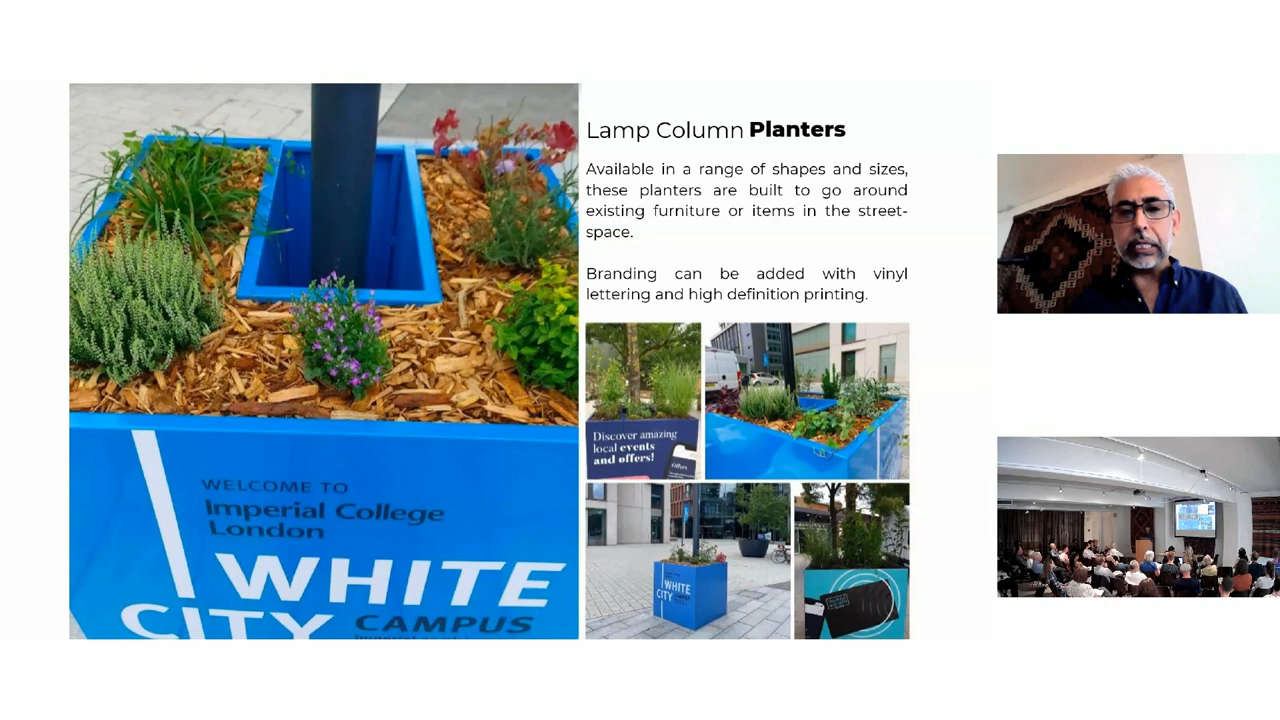 Lamp Column Planters
Available in a range of shapes and sizes,
these planters are built to go around
existing furniture or items in the street-
space.
Branding can be added with vinyl
lettering and high definition printing.
WELCOME TO
Imperial College
London
WHITE
CITY CAMPUS
Discover amazing
local events
and offers!
Offers
WHITE
CITY